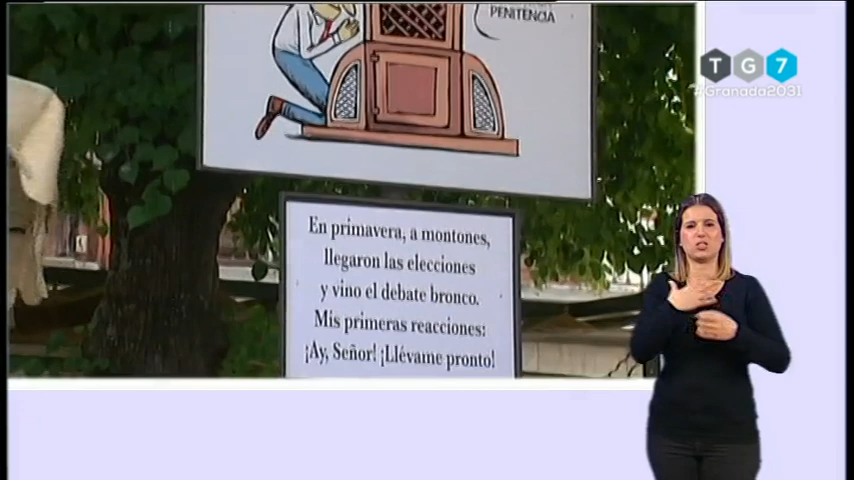 PENITENCIA
TG7
#Granada2031
En primavera, a montones,
llegaron las elecciones
y vino el debate bronco.
Mis primeras reacciones:
¡Ay, Señor! ¡Llévame pronto!